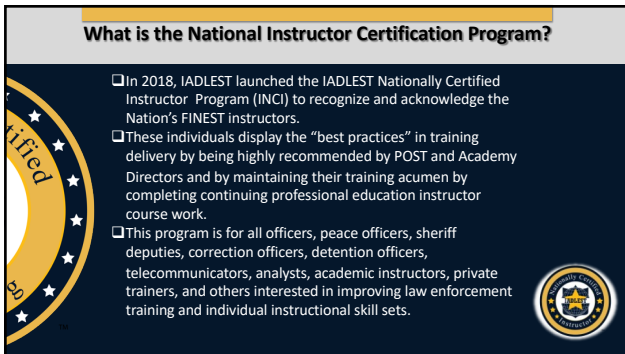 What is the National Instructor Certification Program?
❑In 2018, IADLEST launched the IADLEST Nationally Certified
Instructor Program (INCI) to recognize and acknowledge the
Nation's FINEST instructors.
❑These individuals display the “best practices” in training
delivery by being highly recommended by POST and Academy
Directors and by maintaining their training acumen by
completing continuing professional education instructor
course work.
❑This program is for all officers, peace officers, sheriff
deputies, correction officers, detention officers,
telecommunicators, analysts, academic instructors, private
trainers, and others interested in improving law enforcement
training and individual instructional skill sets.
tified
Nationally Certified
IADLEST
Instructor